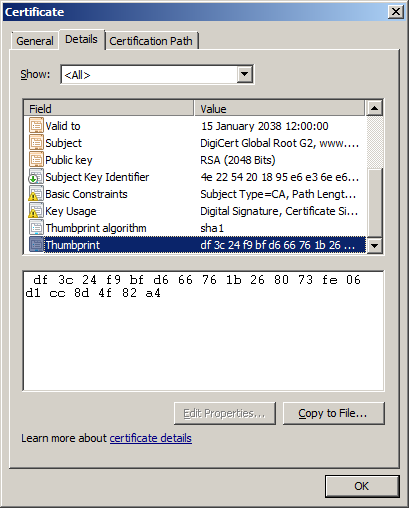 Certificate
General Details Certification Path
Show: <All>
Field Value
Valid to 15 January 2038 12:00:00
Subject DigiCert Global Root G2, www....
Public key RSA (2048 Bits)
Subject Key Identifier 4e 22 54 20 18 95 e6 e3 6e e6...
Basic Constraints Subject Type=CA, Path Lengt...
Key Usage Digital Signature, Certificate Si...
Thumbprint algorithm sha1
Thumbprint df 3c 24 f9 bf d6 66 76 1b 26 ...
df 3c 24 f9 bf d6 66 76 1b 26 80 73 fe 06
d1 cc 8d 4f 82 a4
Edit Properties... Copy to File...
Learn more about certificate details
OK